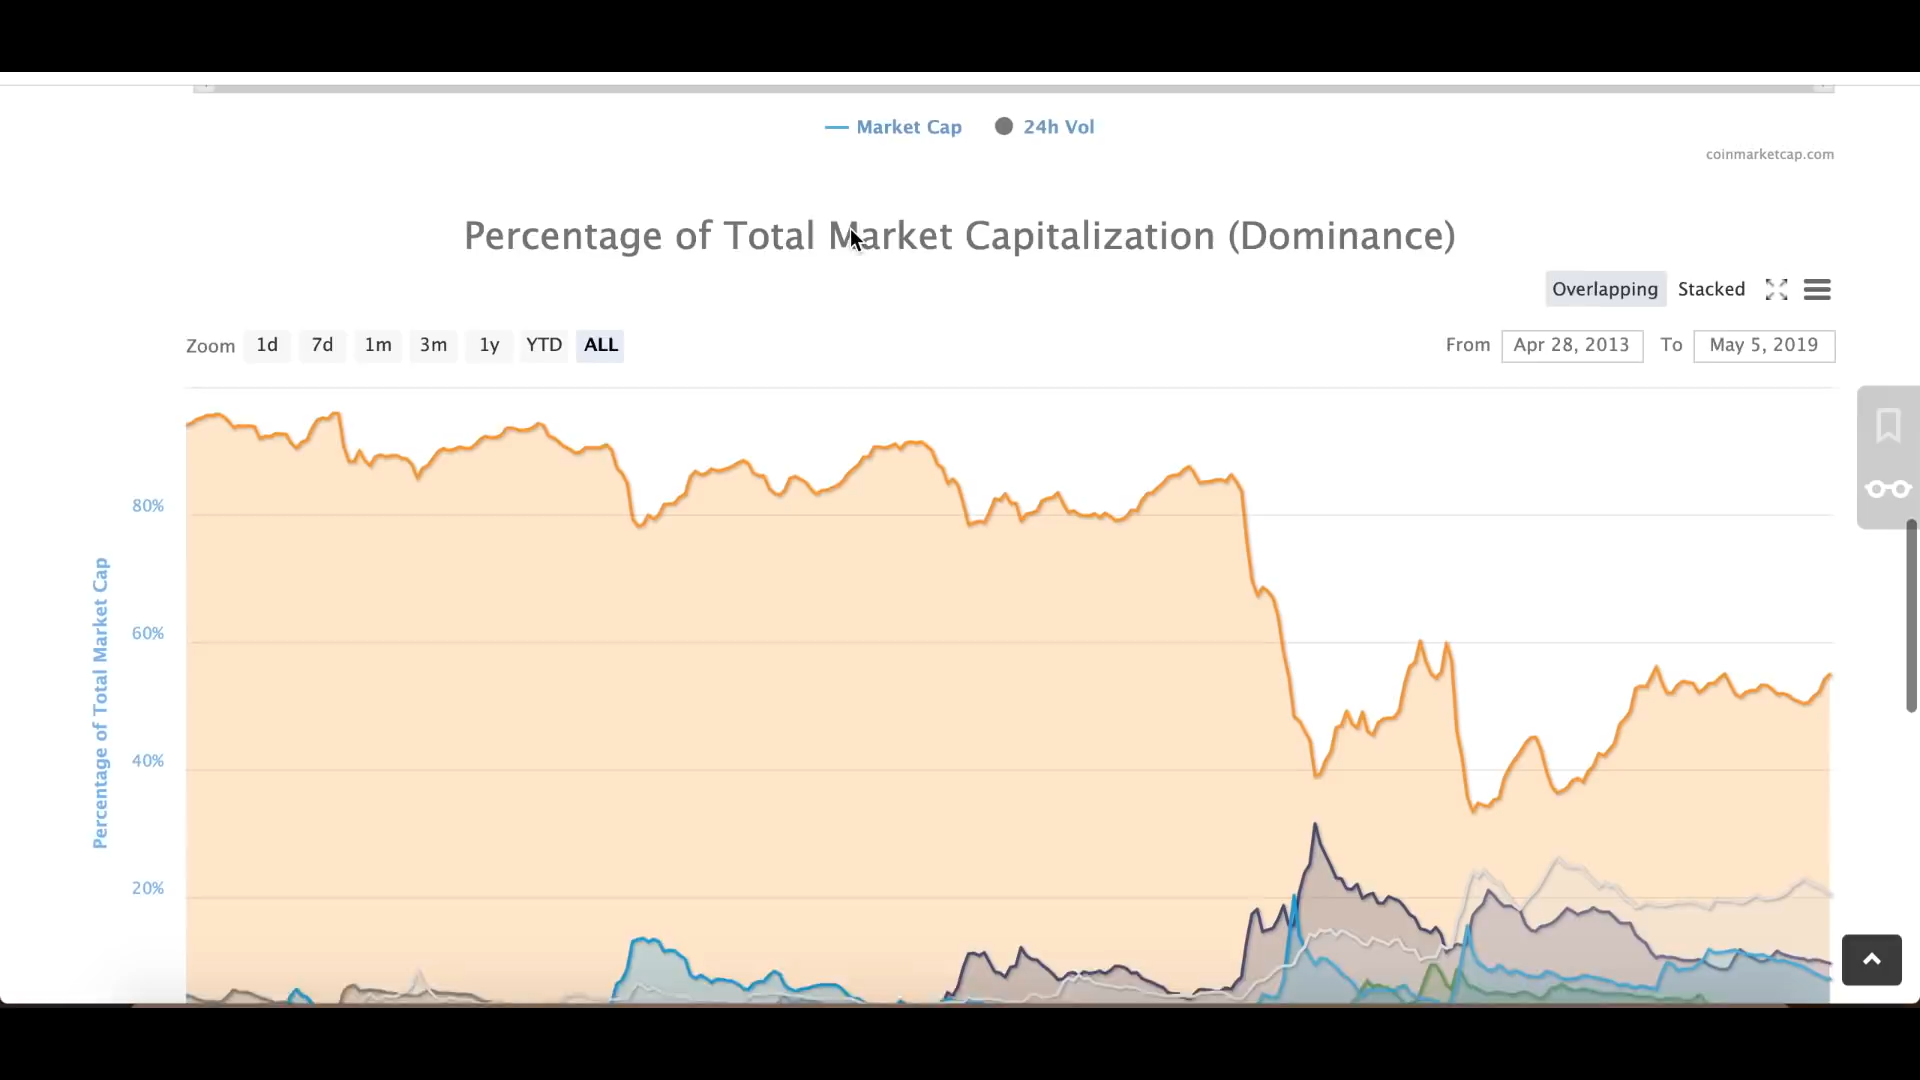 Market Cap 24h Vol
coinmarketcap.com
Percentage of Total Market Capitalization (Dominance)
Overlapping Stacked
Zoom 1d 7d 1m 3m 1y YTD ALL From Apr 28, 2013 To May 5, 2019
80%
60%
40%
20%
Percentage of Total Market Cap